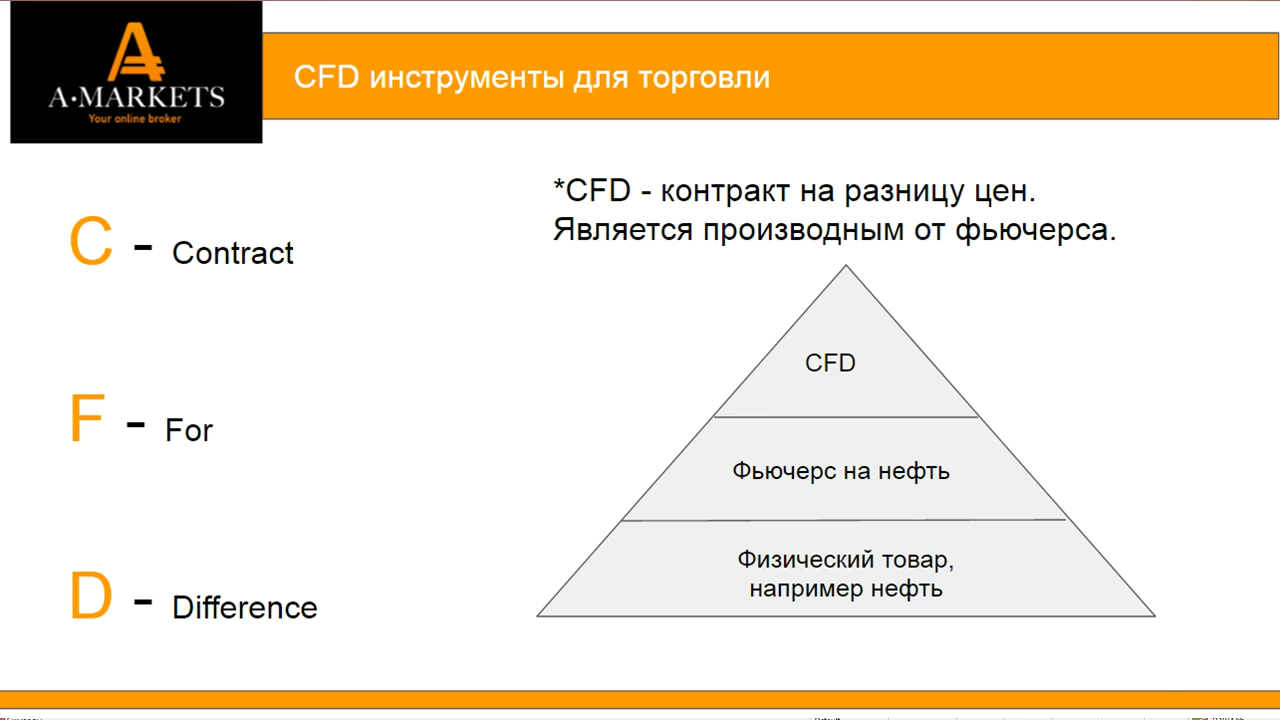 A·MARKETS
Your online broker
CFD инструменты для торговли
C - Contract
F - For
D - Difference
*CFD - контракт на разницу цен.
Является производным от фьючерса.
CFD
Фьючерс на нефть
Физический товар,
например нефть